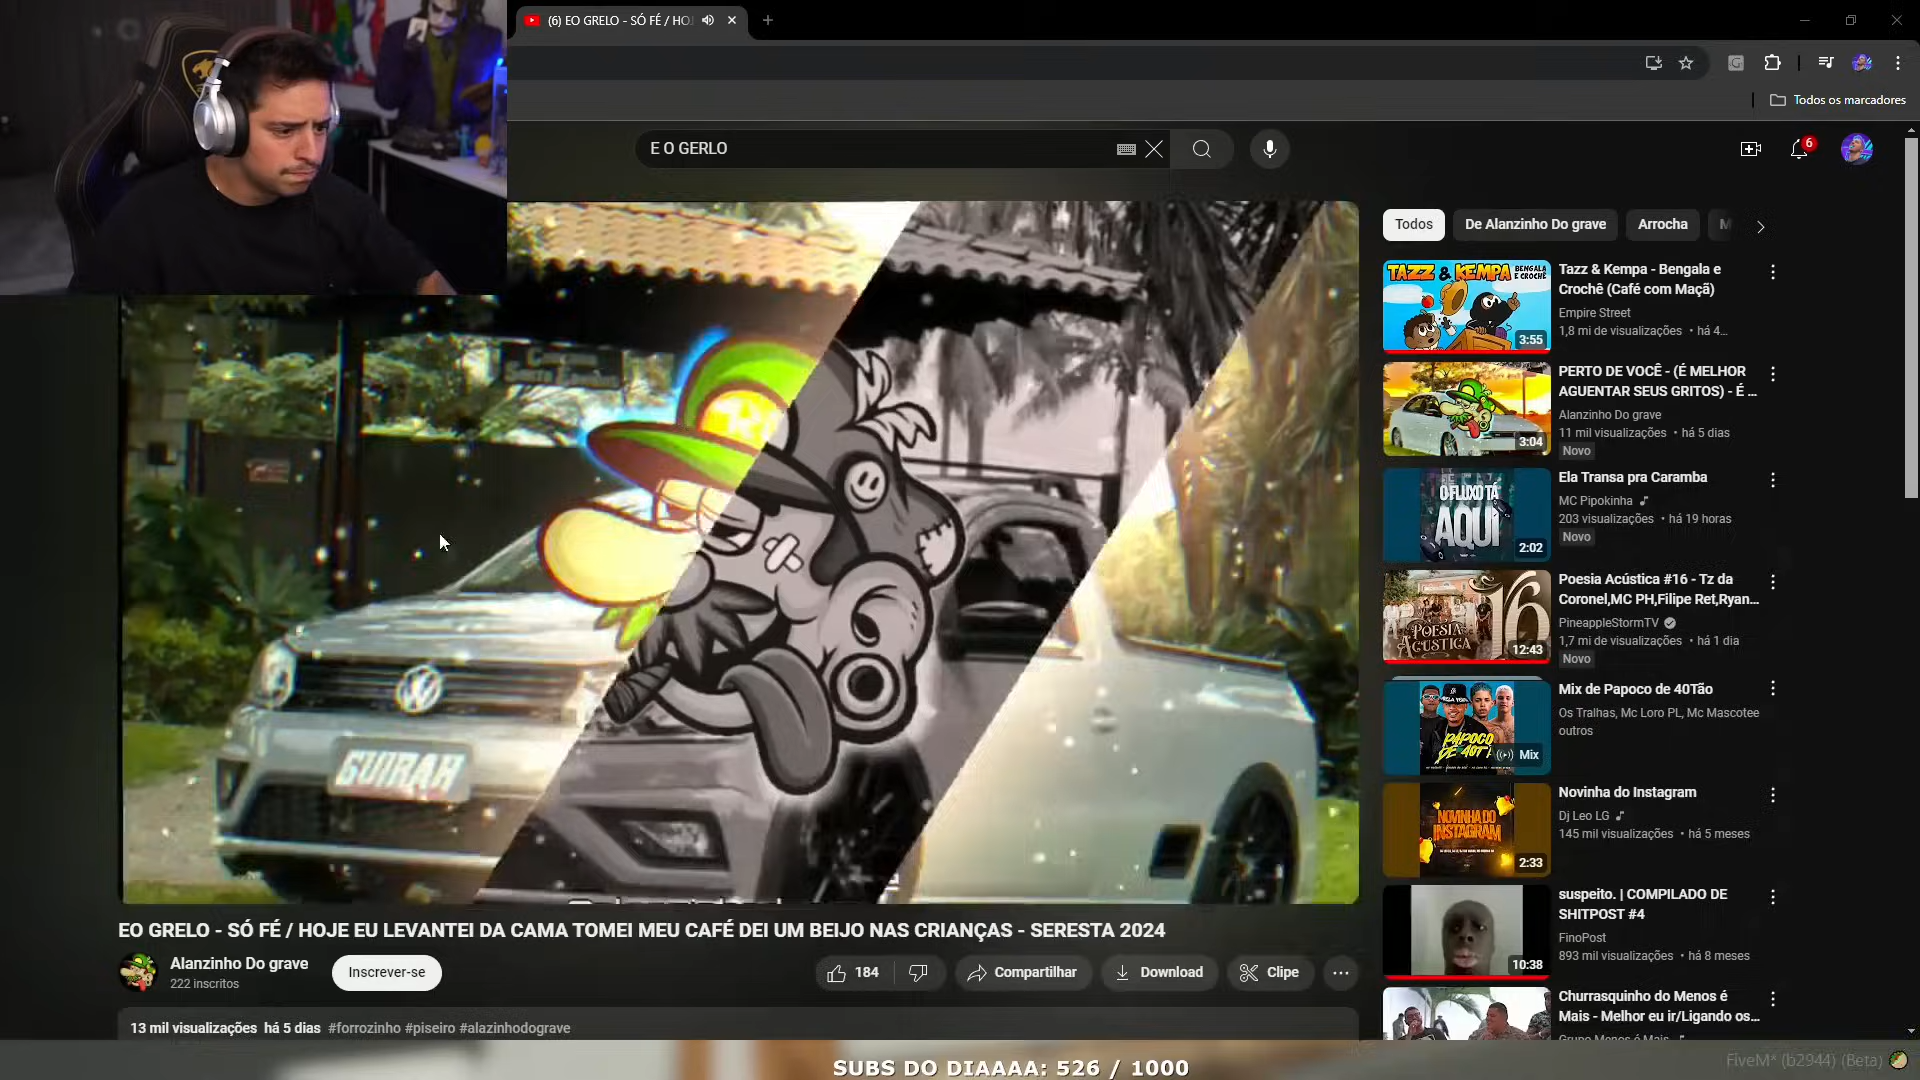 (6) EO GRELO - SÓ FÉ / HOJ
Todos os marcadores
E O GERLO
6
Todos
De Alanzinho Do grave
Arrocha
TAZZ & KEMPA BENGALA E CROCHÊ
3:55
Tazz & Kempa - Bengala e
Crochê (Café com Maçã)
Empire Street
1,8 mi de visualizações • há 4...
3:04
PERTO DE VOCÊ - (É MELHOR
AGUENTAR SEUS GRITOS) - É ...
Alanzinho Do grave
11 mil visualizações • há 5 dias
Novo
O FLUXO TÁ
AQUI
2:02
Ela Transa pra Caramba
MC Pipokinha
203 visualizações • há 19 horas
Novo
16
POESIA
ACUSTICA
12:43
Poesia Acústica #16 - Tz da
Coronel,MC PH,Filipe Ret,Ryan...
PineappleStormTV
1,7 mi de visualizações • há 1 dia
Novo
PAPOCO
DE 40T
Mix
Mix de Papoco de 40Tão
Os Tralhas, Mc Loro PL, Mc Mascotee
outros
NOVINHA DO
INSTAGRAM
2:33
Novinha do Instagram
Dj Leo LG
145 mil visualizações • há 5 meses
10:38
suspeito. | COMPILADO DE
SHITPOST #4
FinoPost
893 mil visualizações • há 8 meses
Churrasquinho do Menos é
Mais - Melhor eu ir/Ligando os...
Grupo Menos é Mais
GUIRAH
EO GRELO - SÓ FÉ / HOJE EU LEVANTEI DA CAMA TOMEI MEU CAFÉ DEI UM BEIJO NAS CRIANÇAS - SERESTA 2024
Alanzinho Do grave
222 inscritos
Inscrever-se
184
Compartilhar
Download
Clipe
13 mil visualizações há 5 dias #forrozinho #piseiro #alazinhodograve
SUBS DO DIAAAA: 526 / 1000
FiveM* (b2944) (Beta)